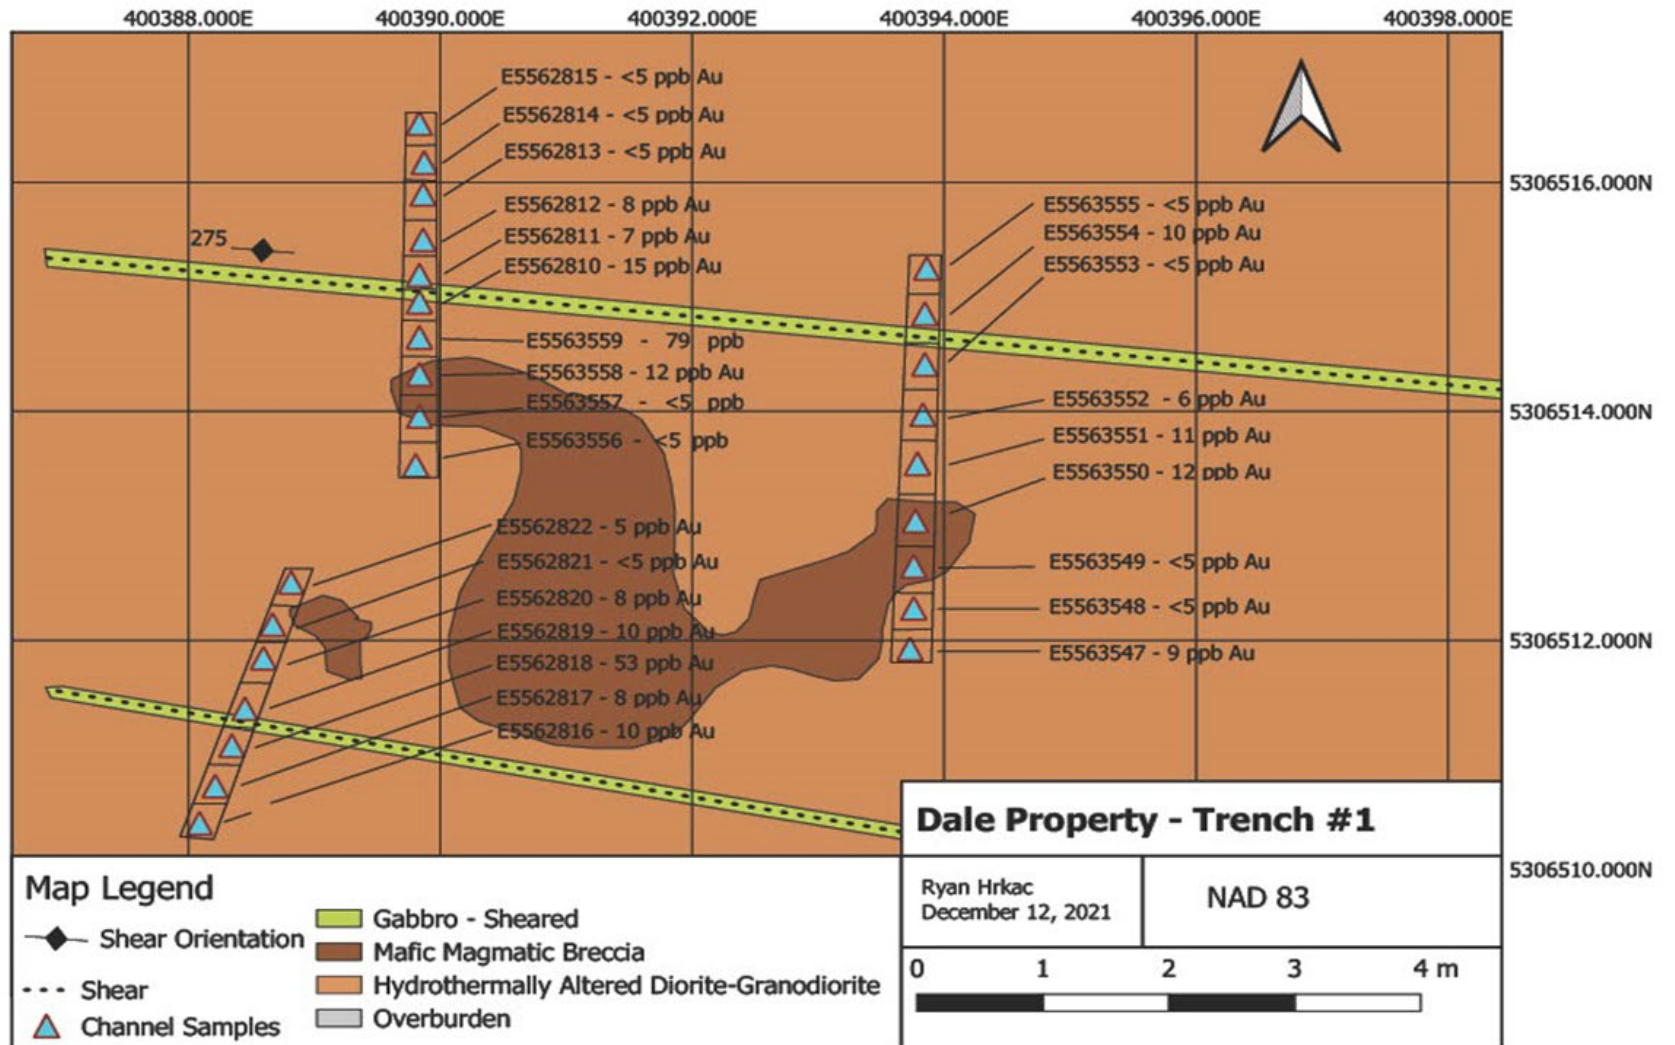 400388.000E 400390.000E 400392.000E 400394.000E 400396.000E 400398.000E
E5562815 - <5 ppb Au
E5562814 - <5 ppb Au
E5562813 - <5 ppb Au
E5562812 - 8 ppb Au
E5562811 - 7 ppb Au
E5562810 - 15 ppb Au
E5563559 - 79 ppb
E5563558 - 12 ppb Au
E5563557 - <5 ppb
E5563556 - <5 ppb
275
E5562822 - 5 ppb Au
E5562821 - <5 ppb Au
E5562820 - 8 ppb Au
E5562819 - 10 ppb Au
E5562818 - 53 ppb Au
E5562817 - 8 ppb Au
E5562816 - 10 ppb Au
E5563555 - <5 ppb Au
E5563554 - 10 ppb Au
E5563553 - <5 ppb Au
E5563552 - 6 ppb Au
E5563551 - 11 ppb Au
E5563550 - 12 ppb Au
E5563549 - <5 ppb Au
E5563548 - <5 ppb Au
E5563547 - 9 ppb Au
5306516.000N
5306514.000N
5306512.000N
5306510.000N
Map Legend
Shear Orientation
Shear
Channel Samples
Gabbro - Sheared
Mafic Magmatic Breccia
Hydrothermally Altered Diorite-Granodiorite
Overburden
Dale Property - Trench #1
Ryan Hrkac
December 12, 2021
NAD 83
0 1 2 3 4 m